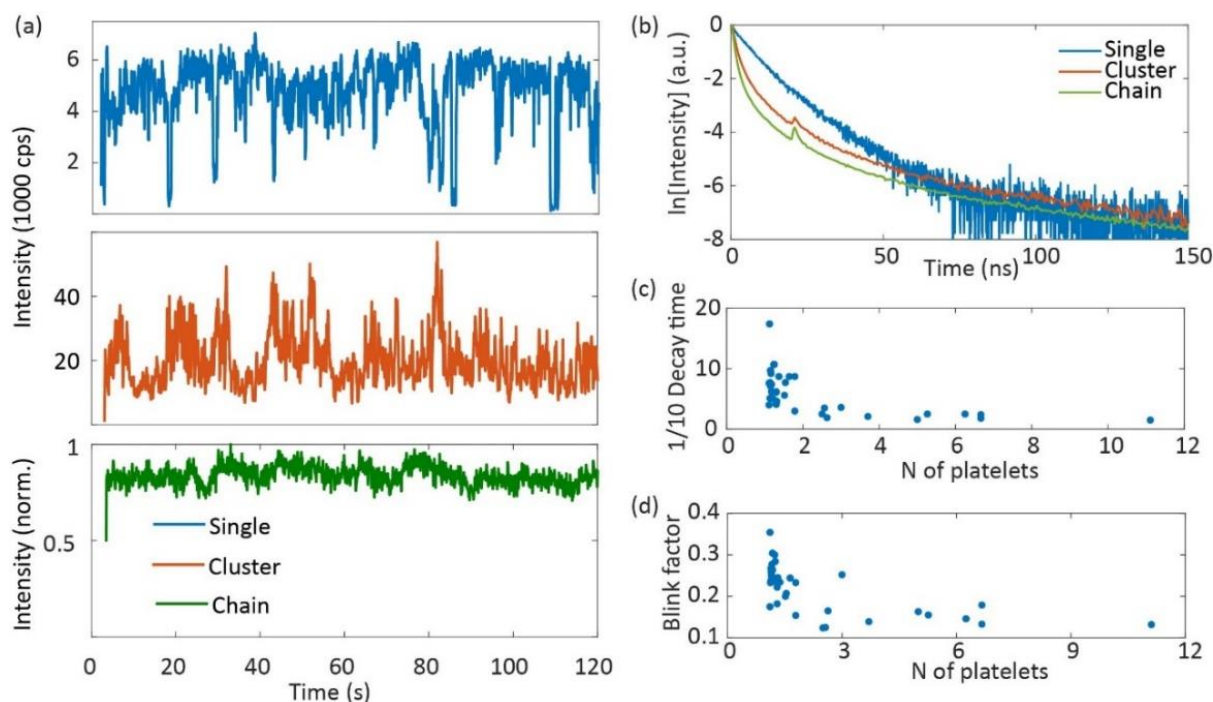 (a)
Intensity (1000 cps)
6
4
2
40
20
Intensity (norm.)
1
0.5
Single
Cluster
Chain
0 20 40 60 80 100 120
Time (s)
(b)
ln[Intensity] (a.u.)
-0
-2
-4
-6
-8
Single
Cluster
Chain
0 50 100 150
Time (ns)
(c)
1/10 Decay time
20
10
5
0
0 2 4 6 8 10 12
N of platelets
(d)
Blink factor
0.4
0.3
0.2
0.1
0 3 6 9 12
N of platelets